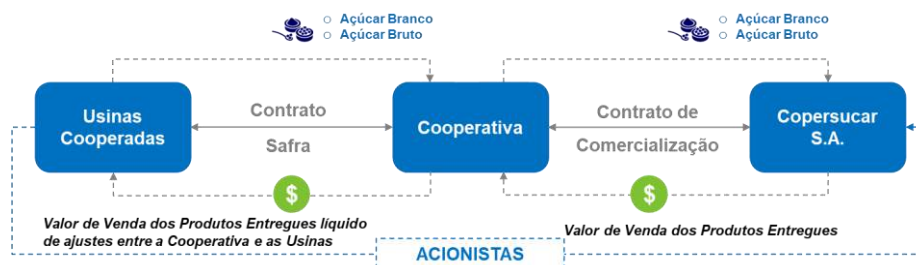 ○ Açúcar Branco
○ Açúcar Bruto
○ Açúcar Branco
○ Açúcar Bruto
Usinas
Cooperadas
Contrato
Safra
Cooperativa
Contrato de
Comercialização
Copersucar
S.A.
$
$
Valor de Venda dos Produtos Entregues líquido
de ajustes entre a Cooperativa e as Usinas
Valor de Venda dos Produtos Entregues
ACIONISTAS